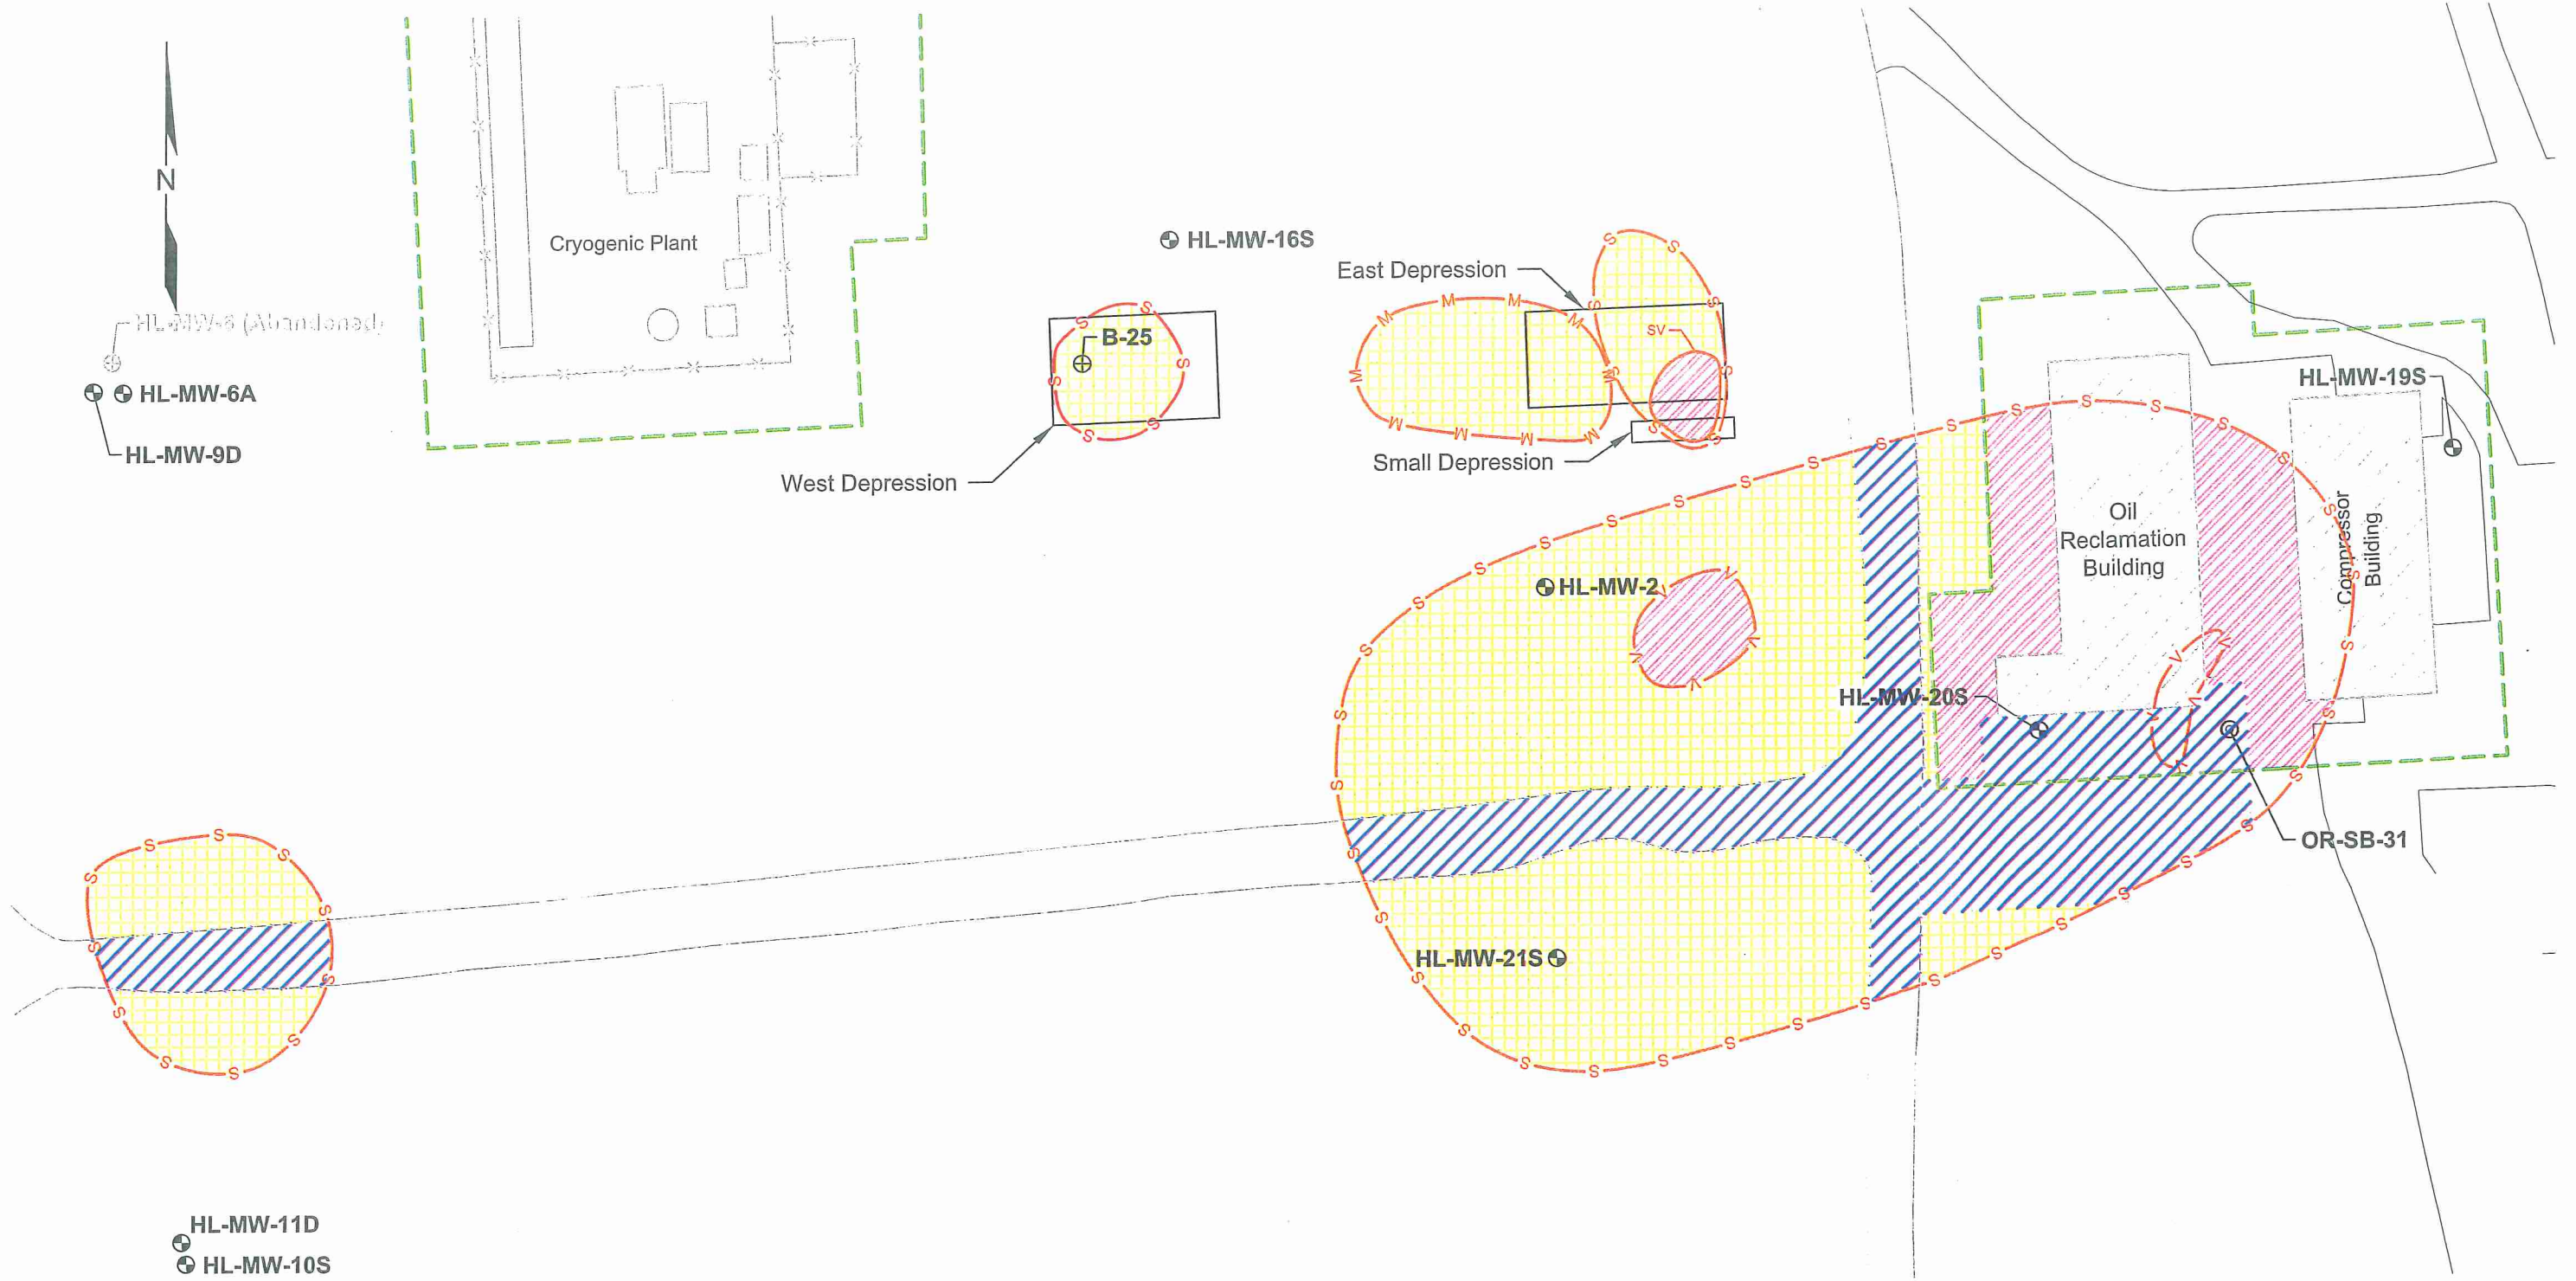 N
Cryogenic Plant
HL-MW-16S
East Depression
HL-MW-6 (Abandoned)
SV
B-25
HL-MW-19S
HL-MW-6A
HL-MW-9D
Small Depression
West Depression
Oil
Reclamation
Building
Compressor
Building
HL-MW-2
HL-MW-20S
OR-SB-31
HL-MW-21S
HL-MW-11D
HL-MW-10S